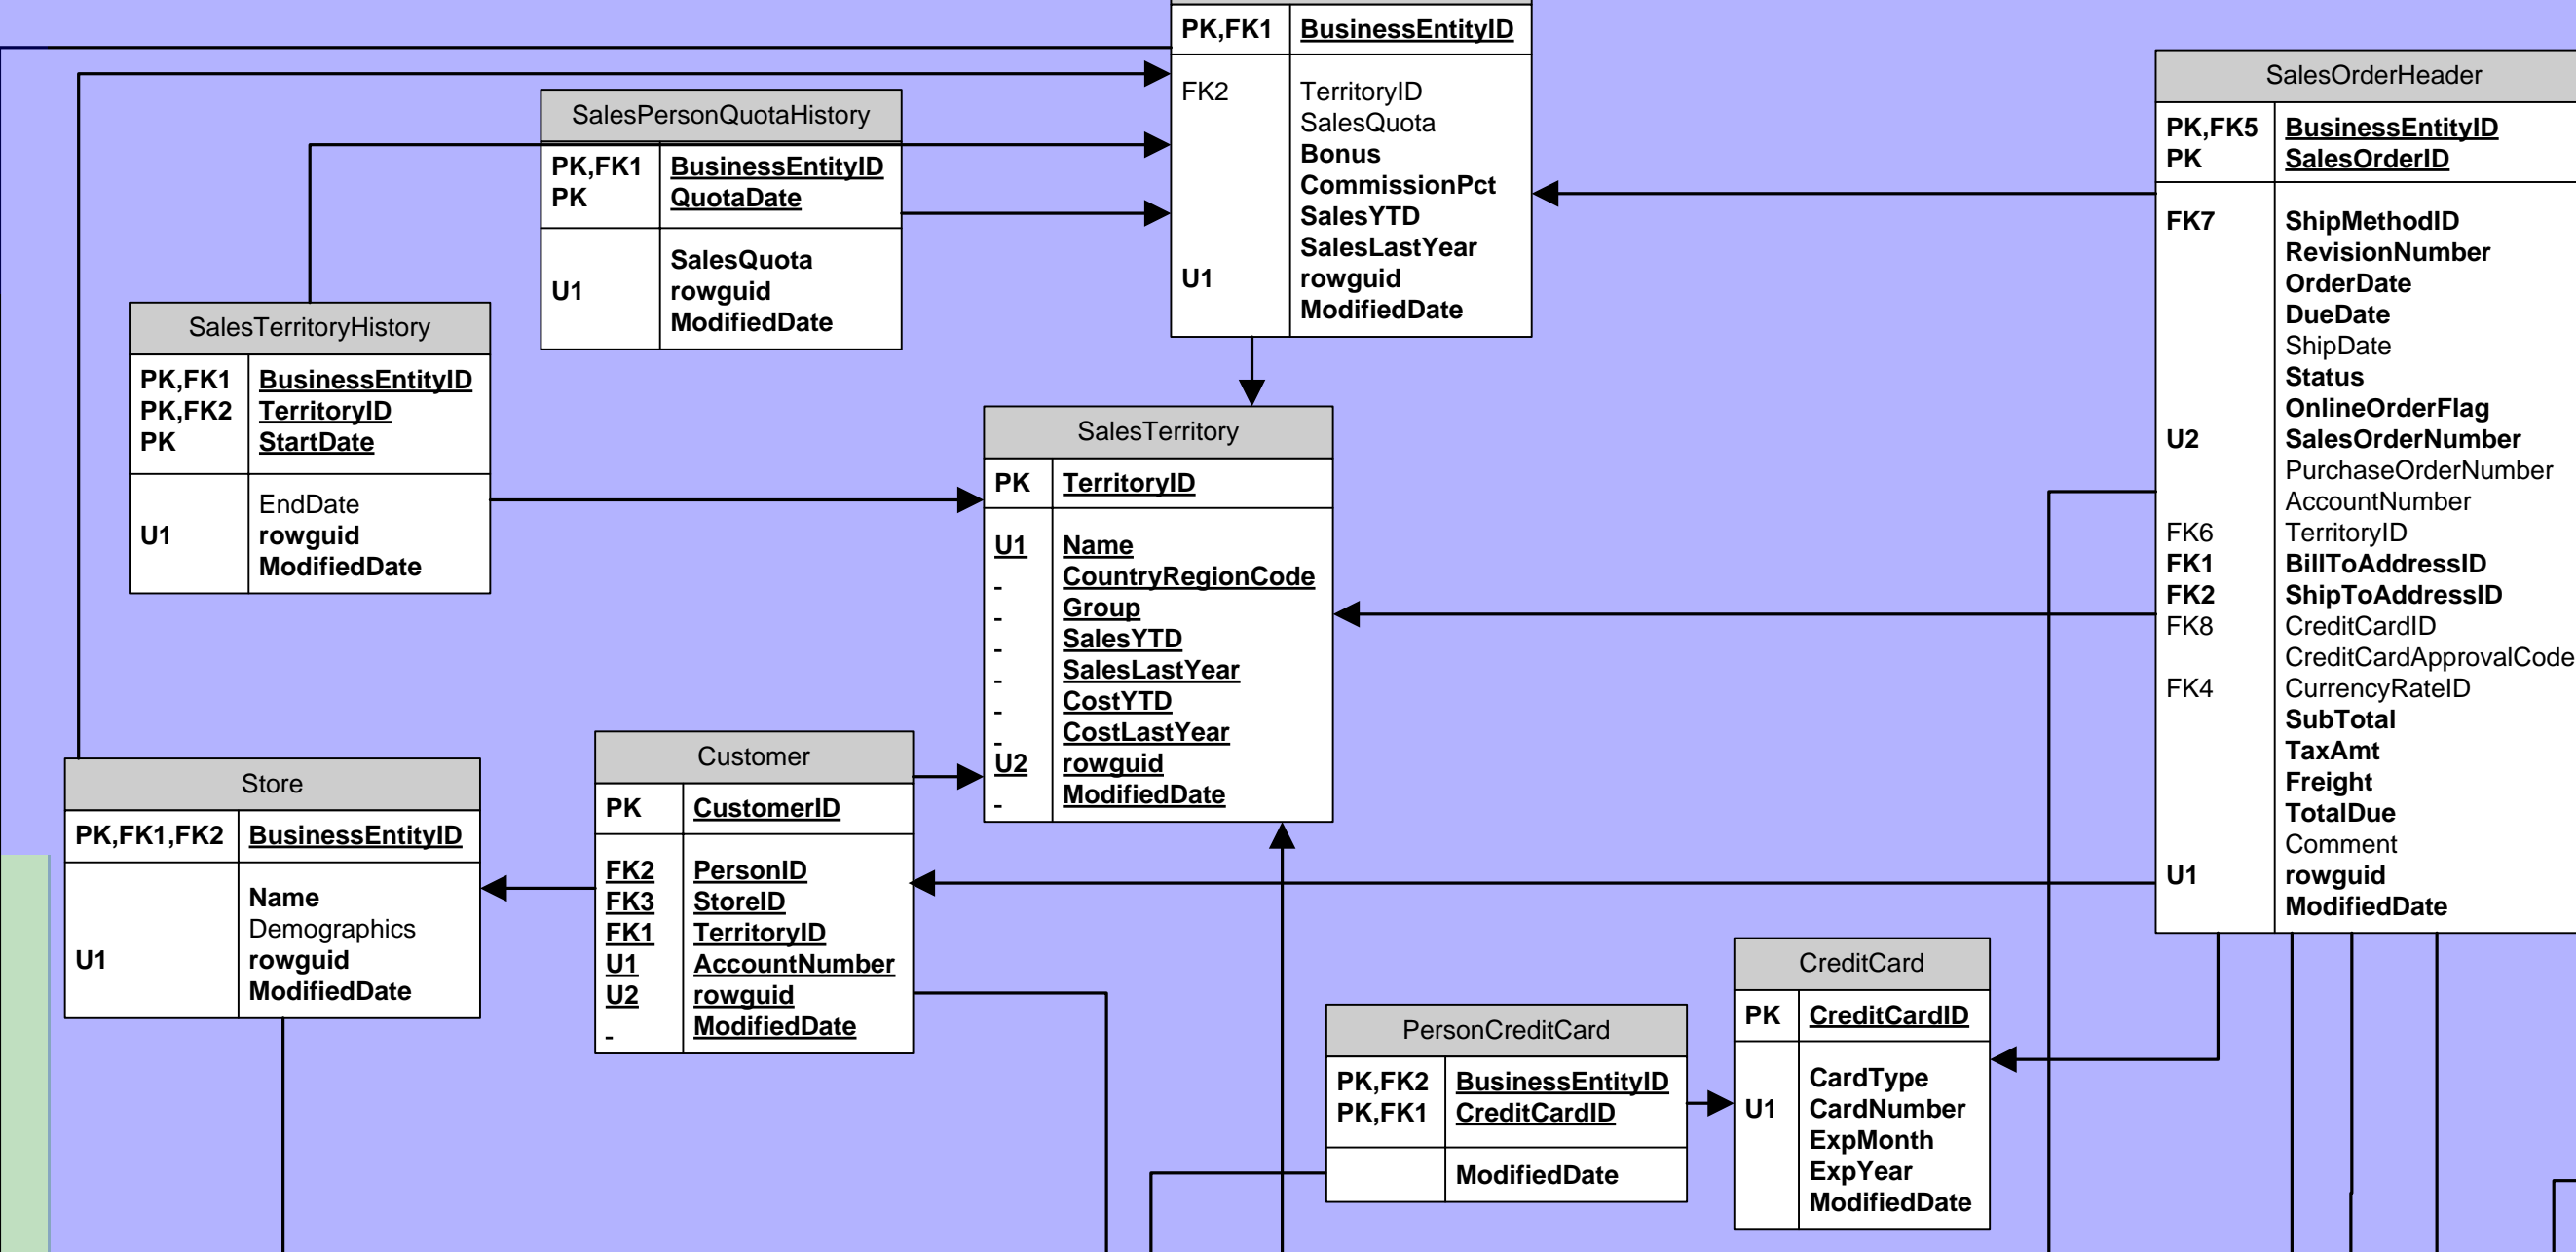 PK,FK1 BusinessEntityID
FK2 TerritoryID
SalesQuota
Bonus
CommissionPct
SalesYTD
SalesLastYear
U1 rowguid
ModifiedDate
SalesOrderHeader
PK,FK5 BusinessEntityID
PK SalesOrderID
FK7 ShipMethodID
RevisionNumber
OrderDate
DueDate
ShipDate
Status
OnlineOrderFlag
U2 SalesOrderNumber
PurchaseOrderNumber
AccountNumber
FK6 TerritoryID
FK1 BillToAddressID
FK2 ShipToAddressID
FK8 CreditCardID
CreditCardApprovalCode
FK4 CurrencyRateID
SubTotal
TaxAmt
Freight
TotalDue
Comment
U1 rowguid
ModifiedDate
SalesPersonQuotaHistory
PK,FK1 BusinessEntityID
PK QuotaDate
SalesQuota
U1 rowguid
ModifiedDate
SalesTerritoryHistory
PK,FK1 BusinessEntityID
PK,FK2 TerritoryID
PK StartDate
EndDate
U1 rowguid
ModifiedDate
SalesTerritory
PK TerritoryID
U1 Name
CountryRegionCode
Group
SalesYTD
SalesLastYear
CostYTD
CostLastYear
U2 rowguid
ModifiedDate
Store
PK,FK1,FK2 BusinessEntityID
Name
Demographics
U1 rowguid
ModifiedDate
Customer
PK CustomerID
FK2 PersonID
FK3 StoreID
FK1 TerritoryID
U1 AccountNumber
U2 rowguid
ModifiedDate
PersonCreditCard
PK,FK2 BusinessEntityID
PK,FK1 CreditCardID
ModifiedDate
CreditCard
PK CreditCardID
CardType
U1 CardNumber
ExpMonth
ExpYear
ModifiedDate